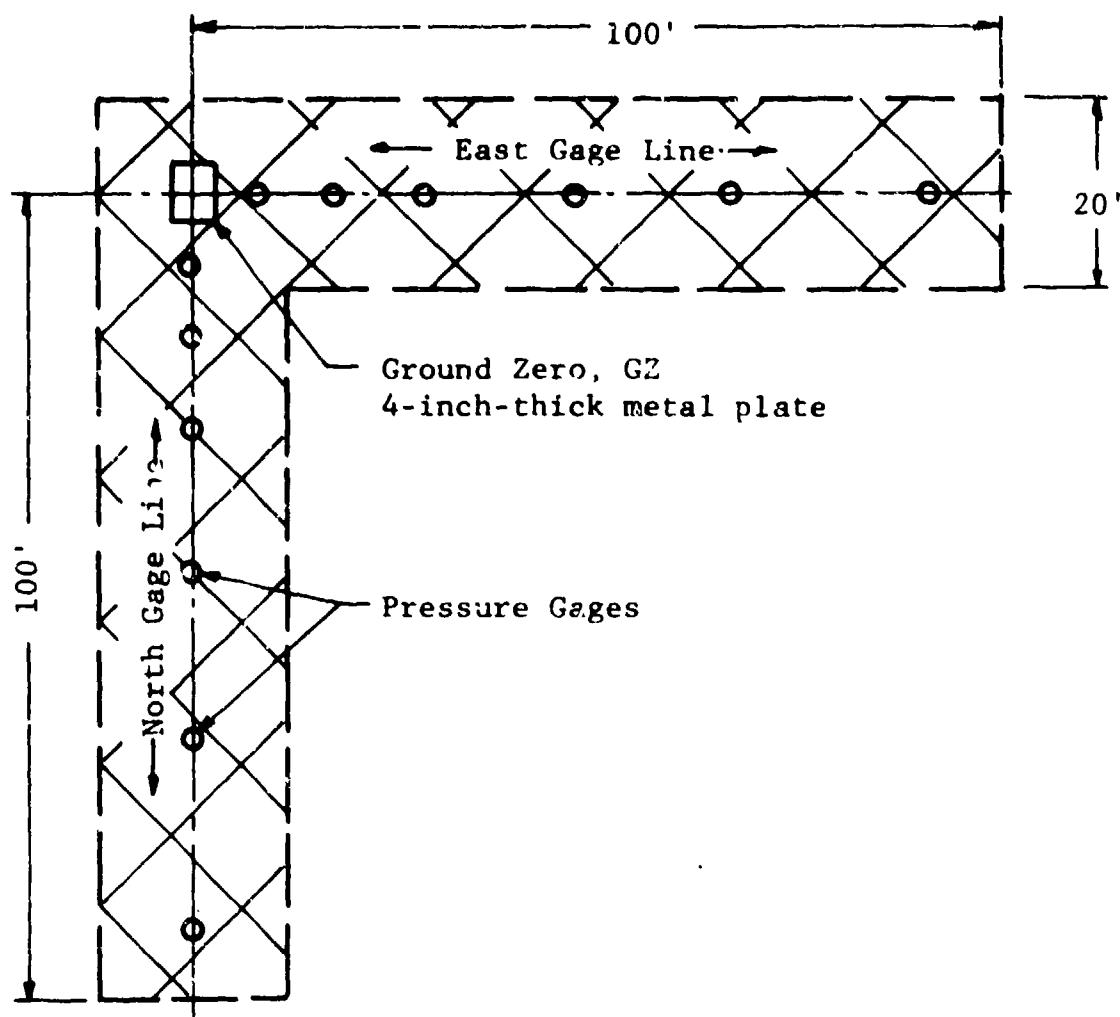 100'
East Gage Line
20'
Ground Zero, GZ
4-inch-thick metal plate
100'
North Gage Line
Pressure Gages